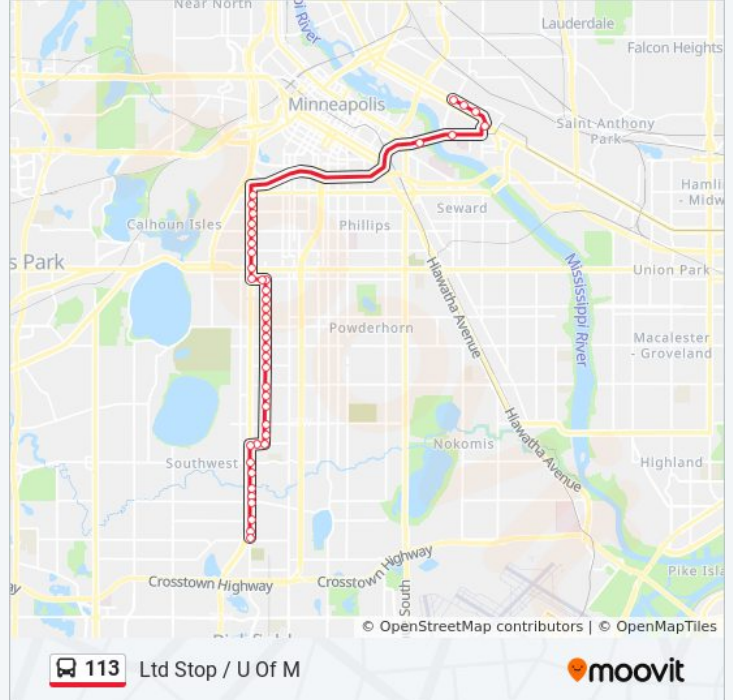 Near North
Lauderdale
pi River
Falcon Heights
Minneapolis
Saint Anthony
Park
Hamli
- Midw
Seward
Calhoun Isles
Phillips
s Park
Mississippi River
Union Park
Hiawatha Avenue
Powderhorn
Macalester
- Groveland
Hiawatha Avenue
Nokomis
Southwest
Highland
Crosstown Highway
Crosstown Highway
Pike Isla
South
© OpenStreetMap contributors | © OpenMapTiles
113 Ltd Stop / U Of M
moovit